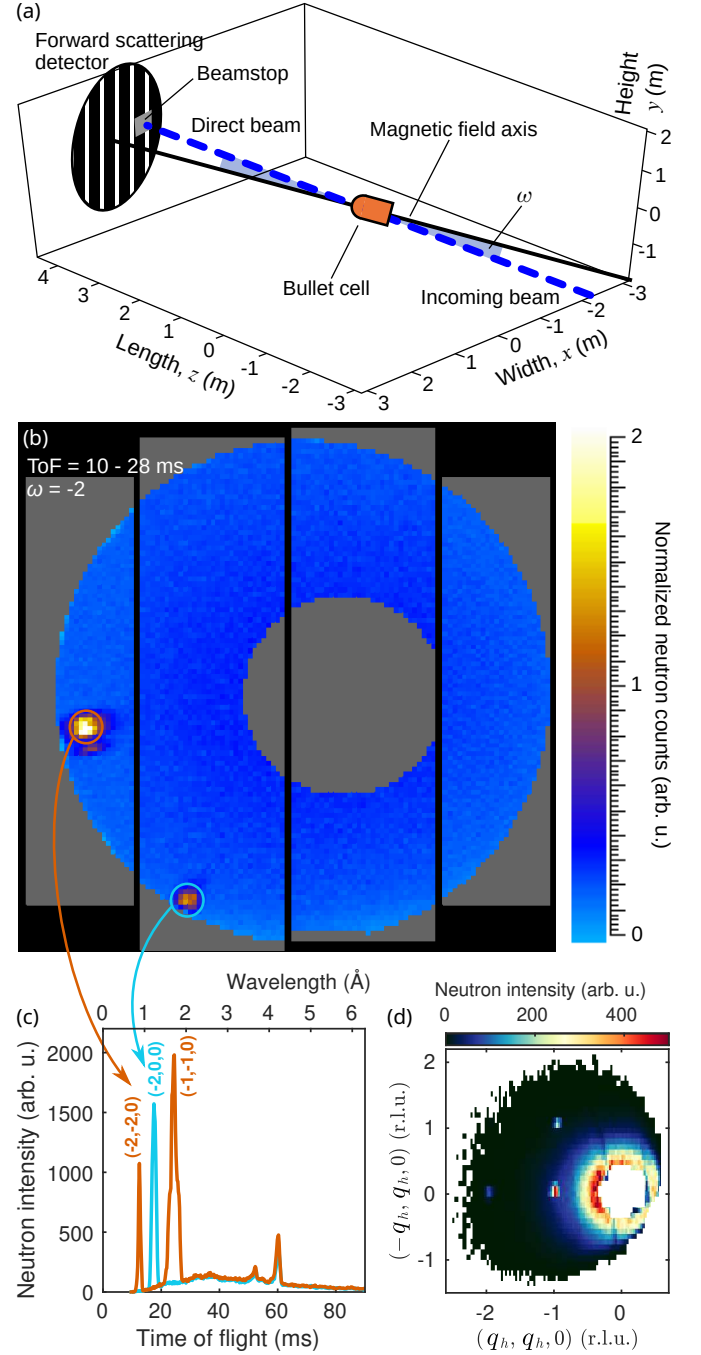 (a)
Forward scattering
detector
Beamstop
Direct beam
Magnetic field axis
ω
Bullet cell
Incoming beam
Height
y (m)
2
1
0
-1
4
3
2
1
0
-1
-2
-3
Length, z (m)
3
2
1
0
-1
-2
-3
Width, x (m)
(b)
ToF = 10 - 28 ms
ω = -2
2
1
0
Normalized neutron counts (arb. u.)
(c)
Wavelength (Å)
0 1 2 3 4 5 6
2000
1500
1000
500
0
Neutron intensity (arb. u.)
(-2,-2,0)
(-2,0,0)
(-1,-1,0)
0 20 40 60 80
Time of flight (ms)
(d)
Neutron intensity (arb. u.)
0 200 400
2
1
0
-1
(-q_h, q_h, 0) (r.l.u.)
-2 -1 0
(q_h, q_h, 0) (r.l.u.)